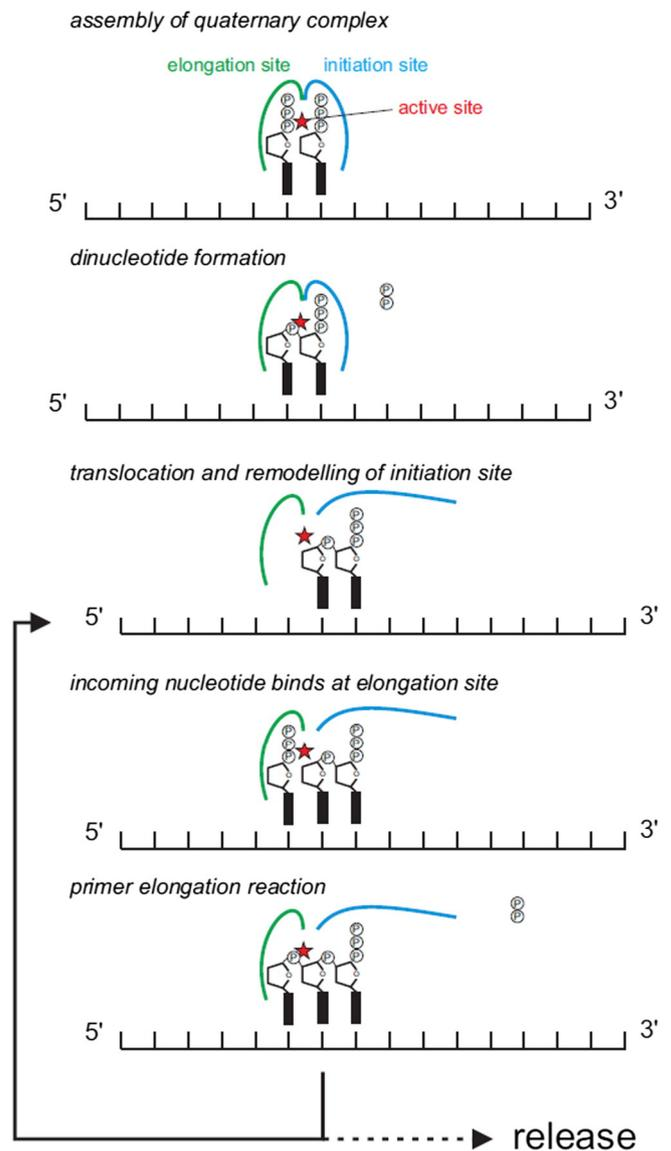 assembly of quaternary complex
elongation site initiation site
P P
P P
P P
active site
5' 3'
dinucleotide formation
P
P
P
P
P P
5' 3'
translocation and remodelling of initiation site
P
P
P P
5' 3'
incoming nucleotide binds at elongation site
P P
P P
P P P
5' 3'
primer elongation reaction
P
P
P
P
P P P
5' 3'
release